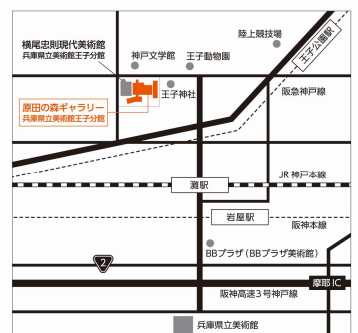 陸上競技場
王子公園駅
横尾忠則現代美術館
兵庫県立美術館王子分館
神戸文学館
王子動物園
原田の森ギャラリー
兵庫県立美術館王子分館
王子神社
阪急神戸線
JR 神戸本線
灘駅
岩屋駅
阪神本線
BBプラザ（BBプラザ美術館）
2
摩耶 IC
阪神高速3号神戸線
兵庫県立美術館